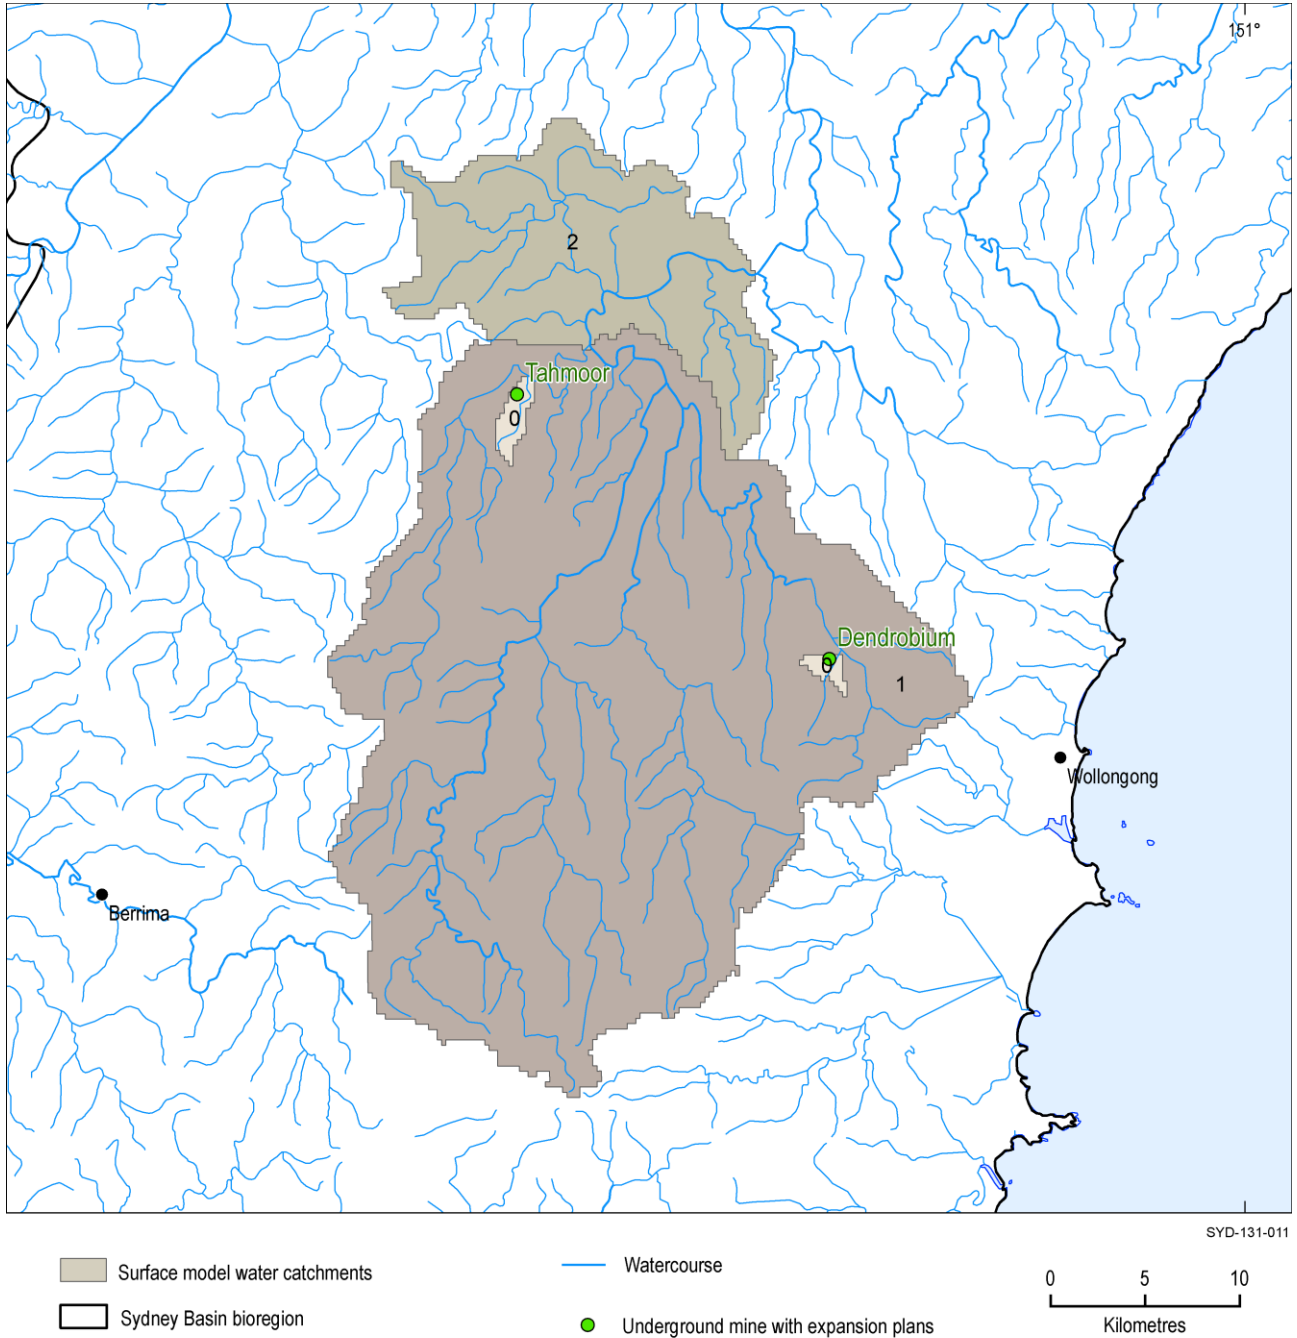 151°
2
Tahmoor
0
Dendrobium
0
1
Wollongong
Berrima
SYD-131-011
Surface model water catchments
Watercourse
0 5 10
Sydney Basin bioregion
Underground mine with expansion plans
Kilometres